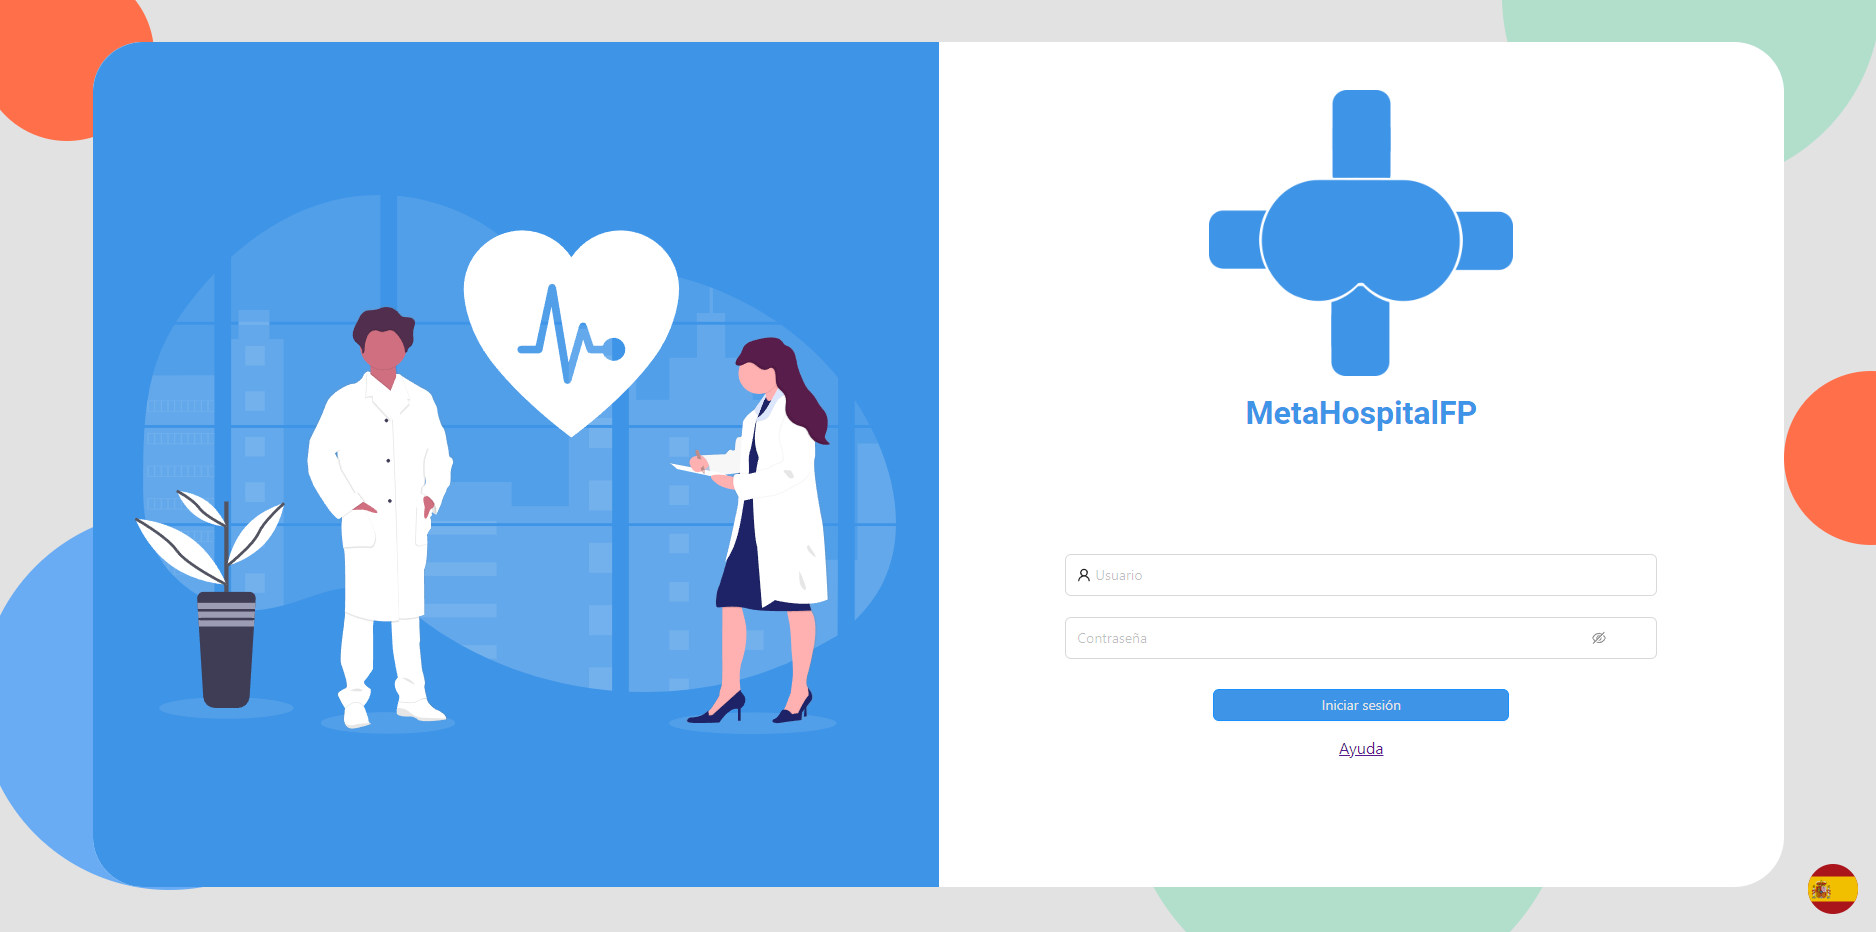 MetaHospitalFP
Usuario
Contraseña
Iniciar sesión
Ayuda